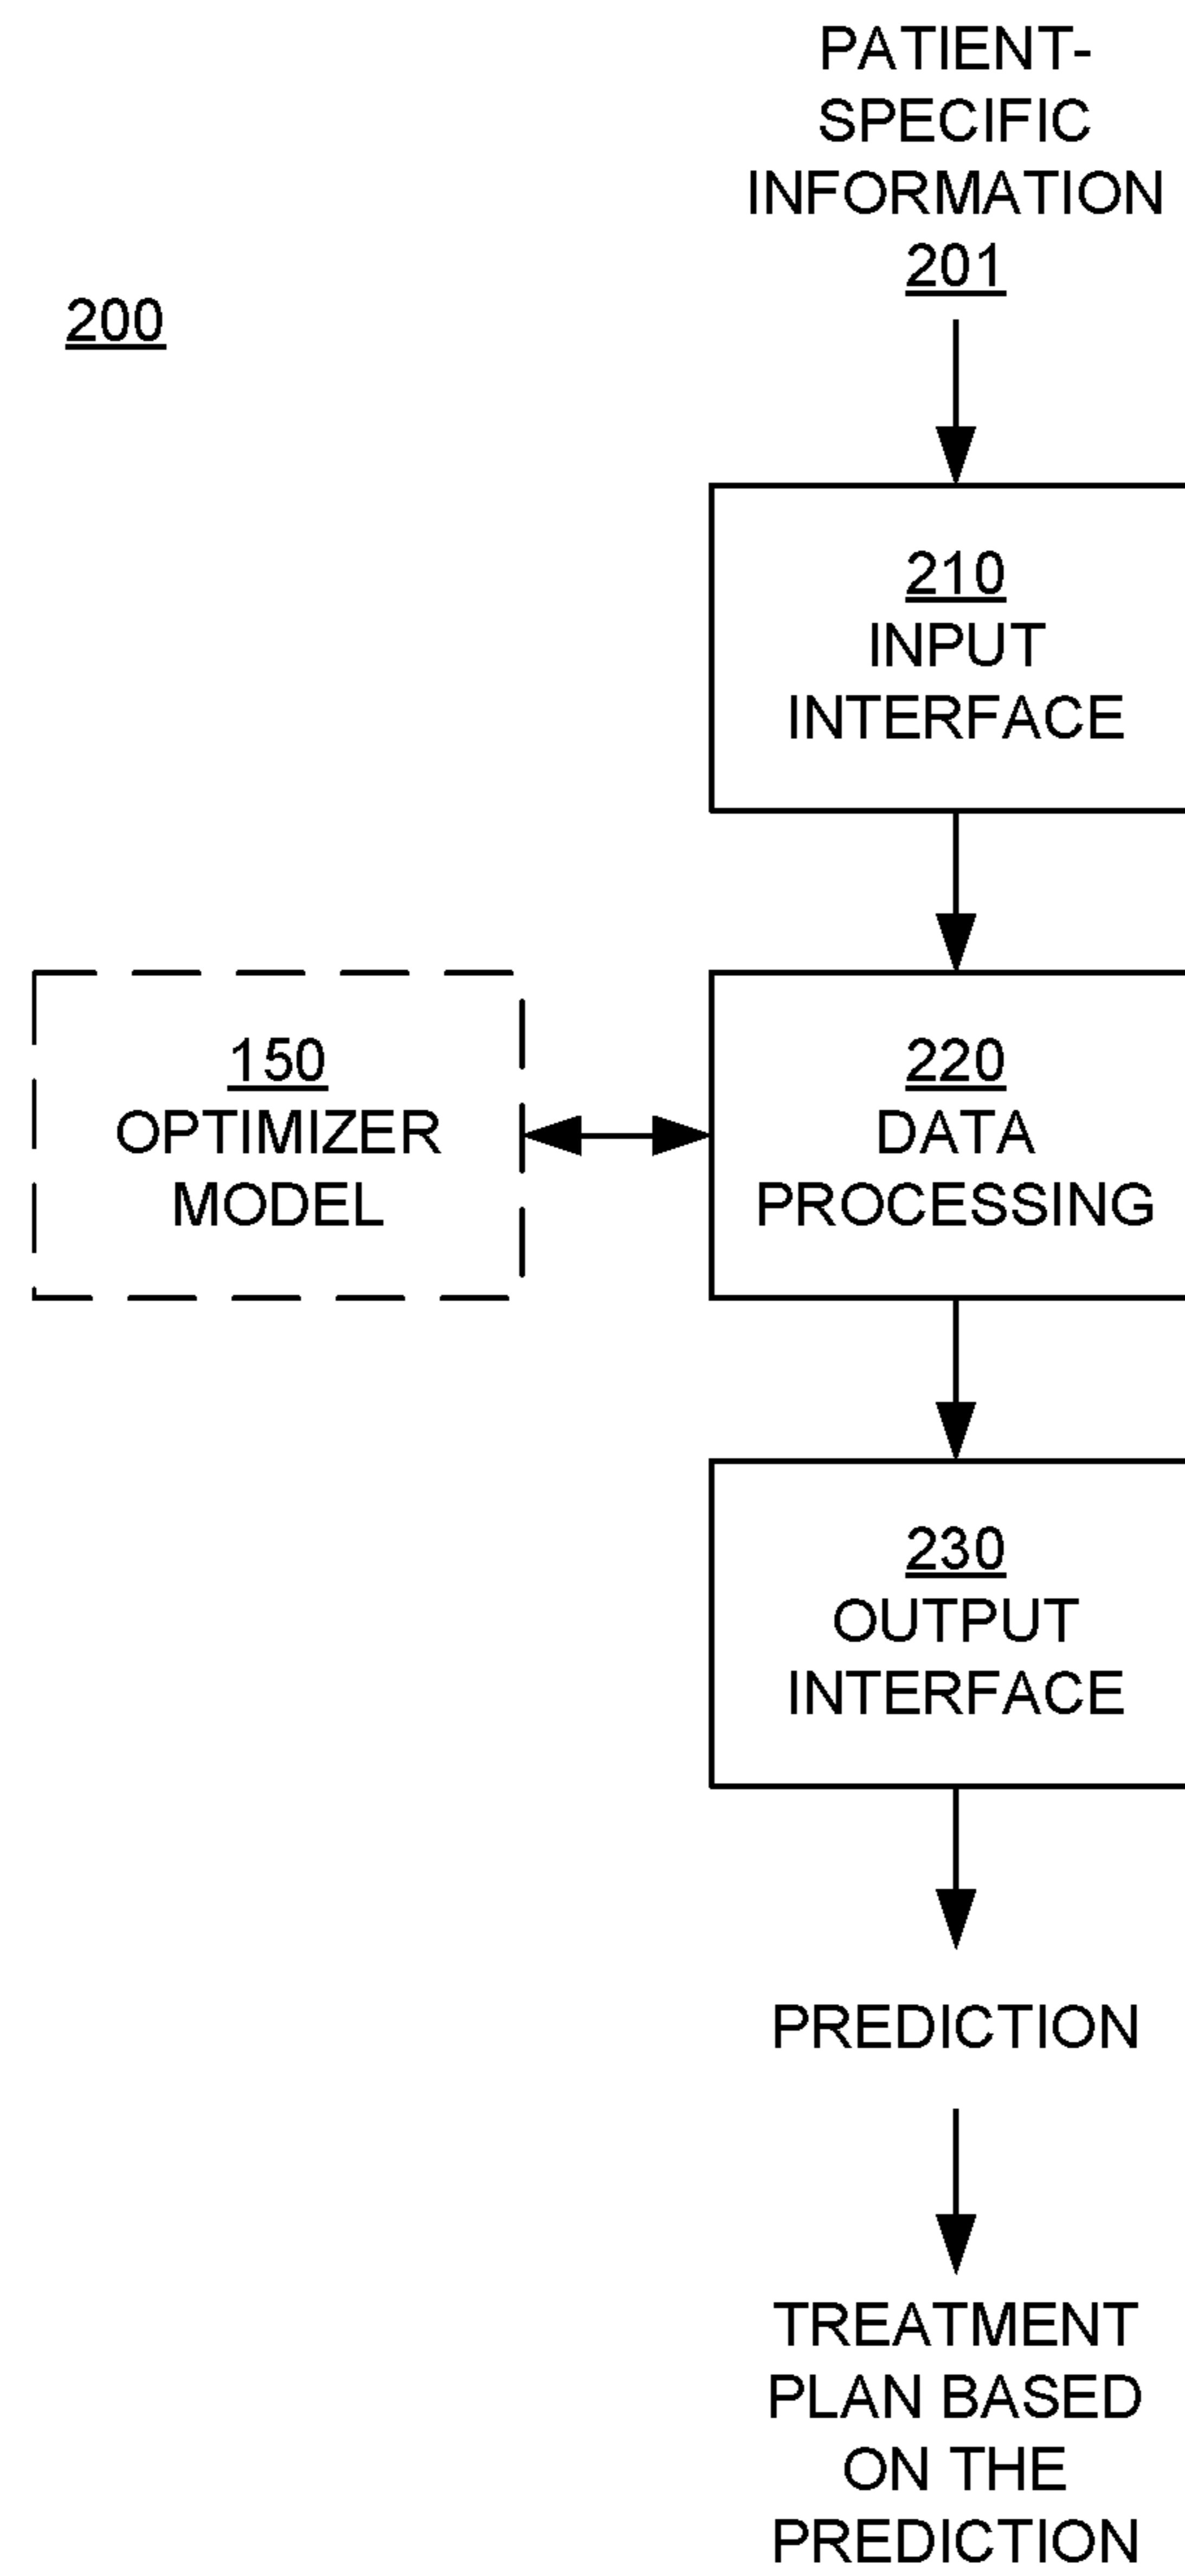 PATIENT-
SPECIFIC
INFORMATION
201
200
210
INPUT
INTERFACE
150
OPTIMIZER
MODEL
220
DATA
PROCESSING
230
OUTPUT
INTERFACE
PREDICTION
TREATMENT
PLAN BASED
ON THE
PREDICTION